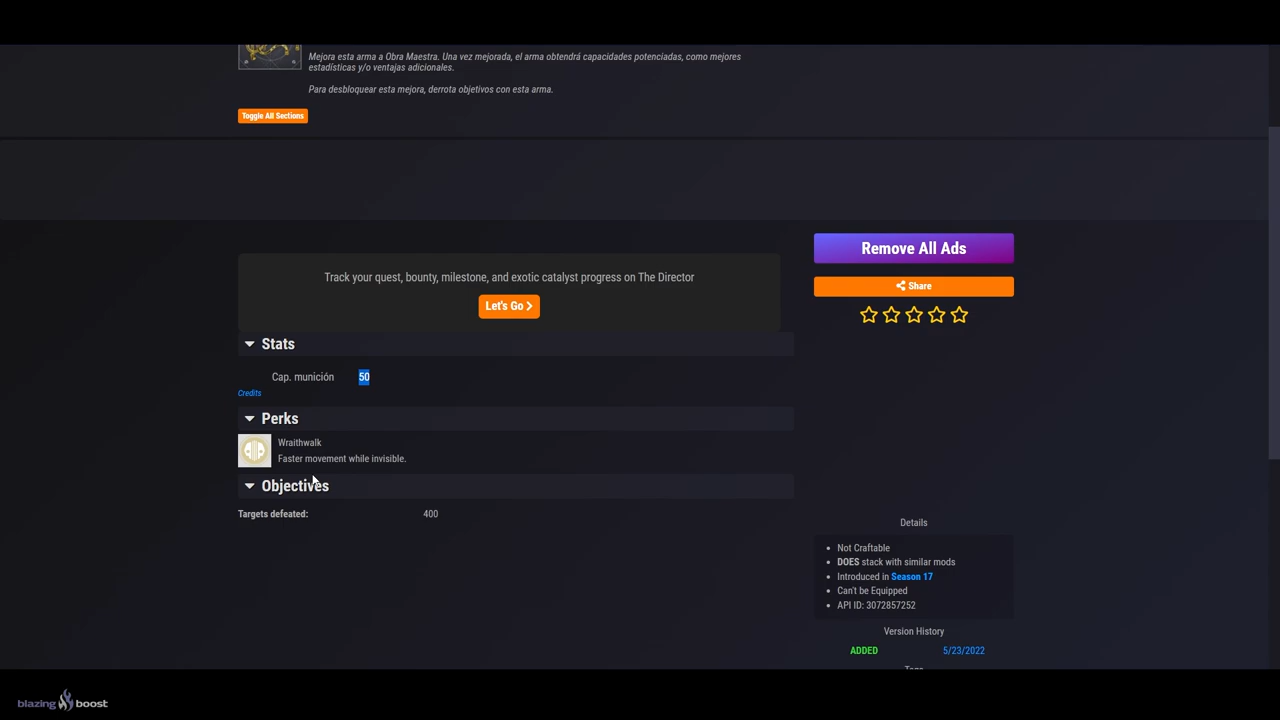 Mejora esta arma a Obra Maestra. Una vez mejorada, el arma obtendrá capacidades potenciadas, como mejores
estadísticas y/o ventajas adicionales.
Para desbloquear esta mejora, derrota objetivos con esta arma.
Toggle All Sections
Track your quest, bounty, milestone, and exotic catalyst progress on The Director
Let's Go
Remove All Ads
Share
Stats
Cap. munición 50
Credits
Perks
Wraithwalk
Faster movement while invisible.
Objectives
Targets defeated: 400
Details
Not Craftable
DOES stack with similar mods
Introduced in Season 17
Can't be Equipped
API ID: 3072857252
Version History
ADDED 5/23/2022
blazing boost